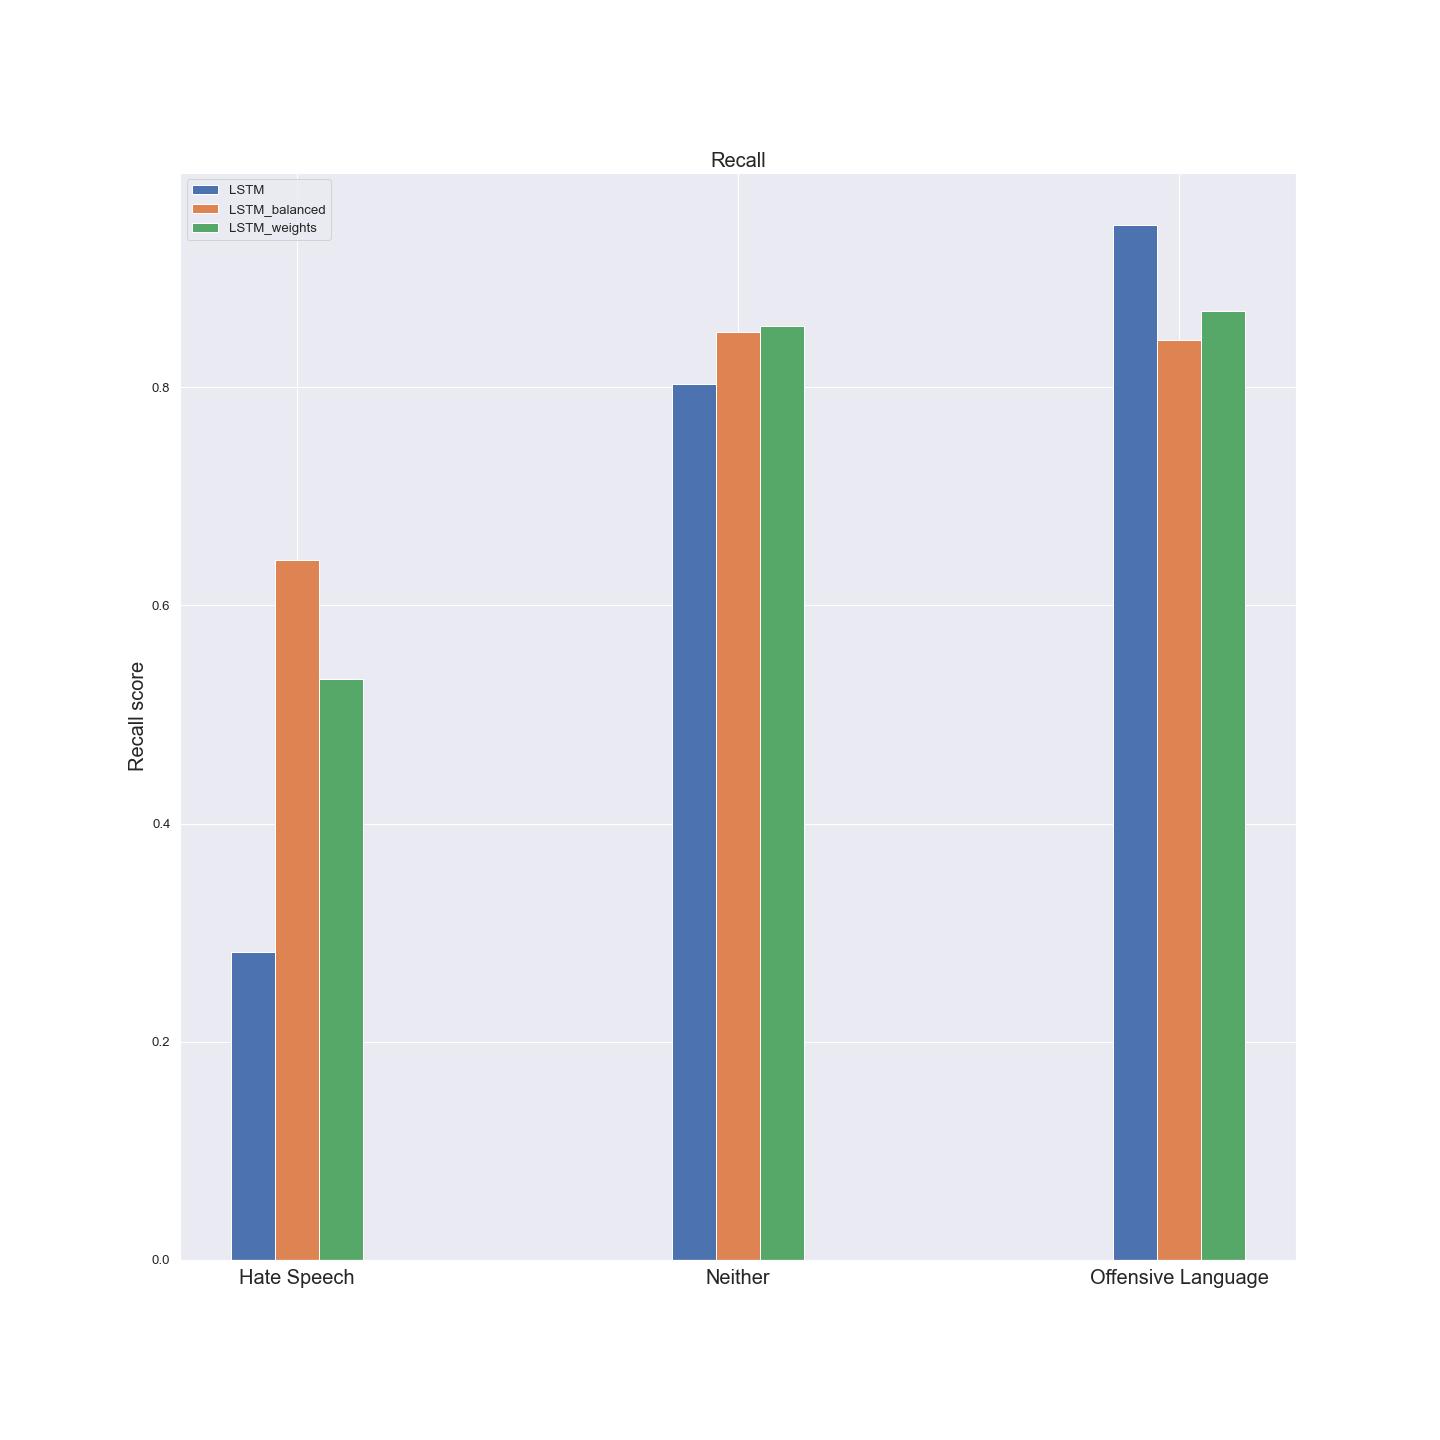 Recall
LSTM
LSTM_balanced
LSTM_weights
0.8
0.6
0.4
0.2
0.0
Recall score
Hate Speech
Neither
Offensive Language